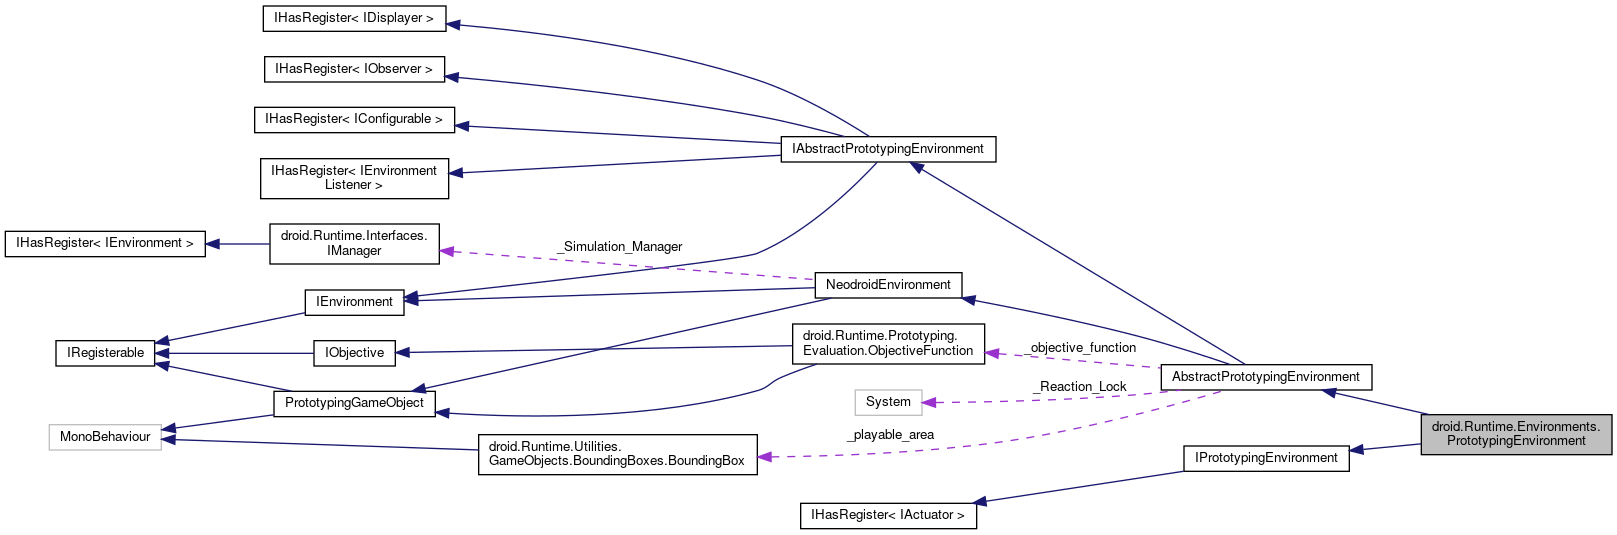 IHasRegister< IDisplayer >
IHasRegister< IObserver >
IHasRegister< IConfigurable >
IAbstractPrototypingEnvironment
IHasRegister< IEnvironment
Listener >
IHasRegister< IEnvironment >
droid.Runtime.Interfaces.
IManager
_Simulation_Manager
NeodroidEnvironment
IEnvironment
IRegisterable
IObjective
droid.Runtime.Prototyping.
Evaluation.ObjectiveFunction
_objective_function
AbstractPrototypingEnvironment
_Reaction_Lock
System
PrototypingGameObject
MonoBehaviour
_playable_area
droid.Runtime.Utilities.
GameObjects.BoundingBoxes.BoundingBox
droid.Runtime.Environments.
PrototypingEnvironment
IPrototypingEnvironment
IHasRegister< IActuator >